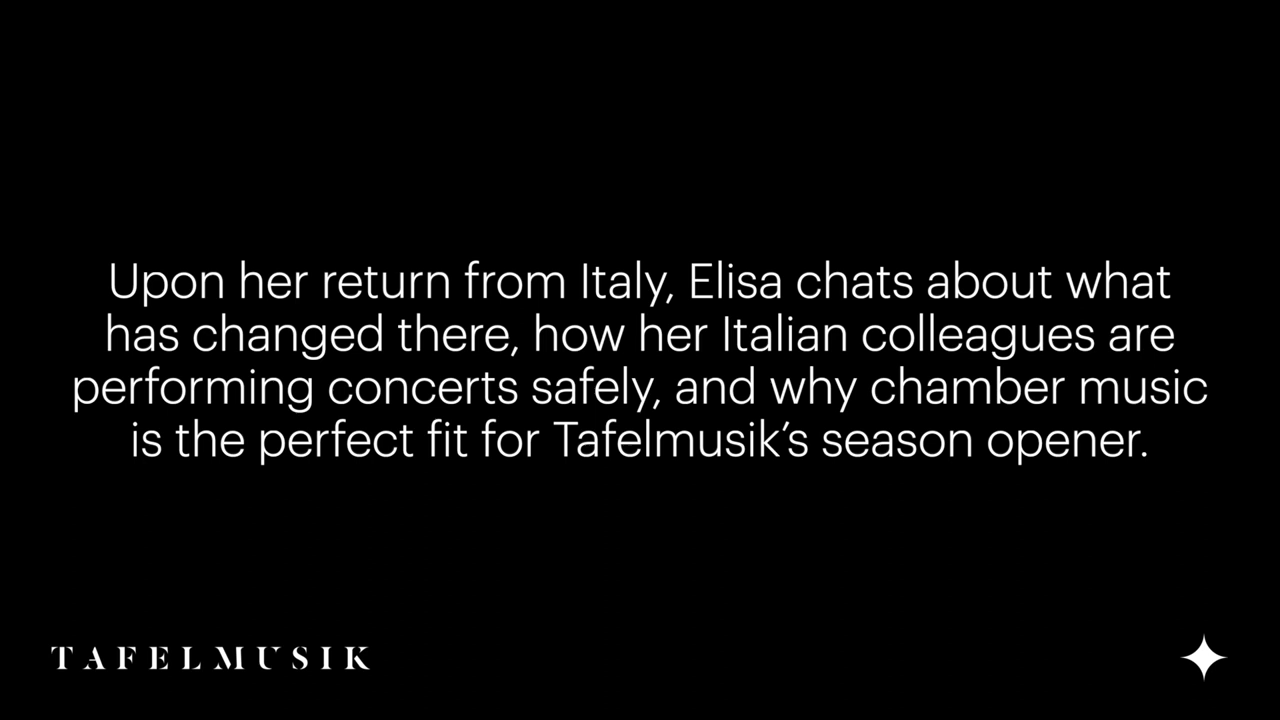 Upon her return from Italy, Elisa chats about what
has changed there, how her Italian colleagues are
performing concerts safely, and why chamber music
is the perfect fit for Tafelmusik’s season opener.
TAFELMUSIK